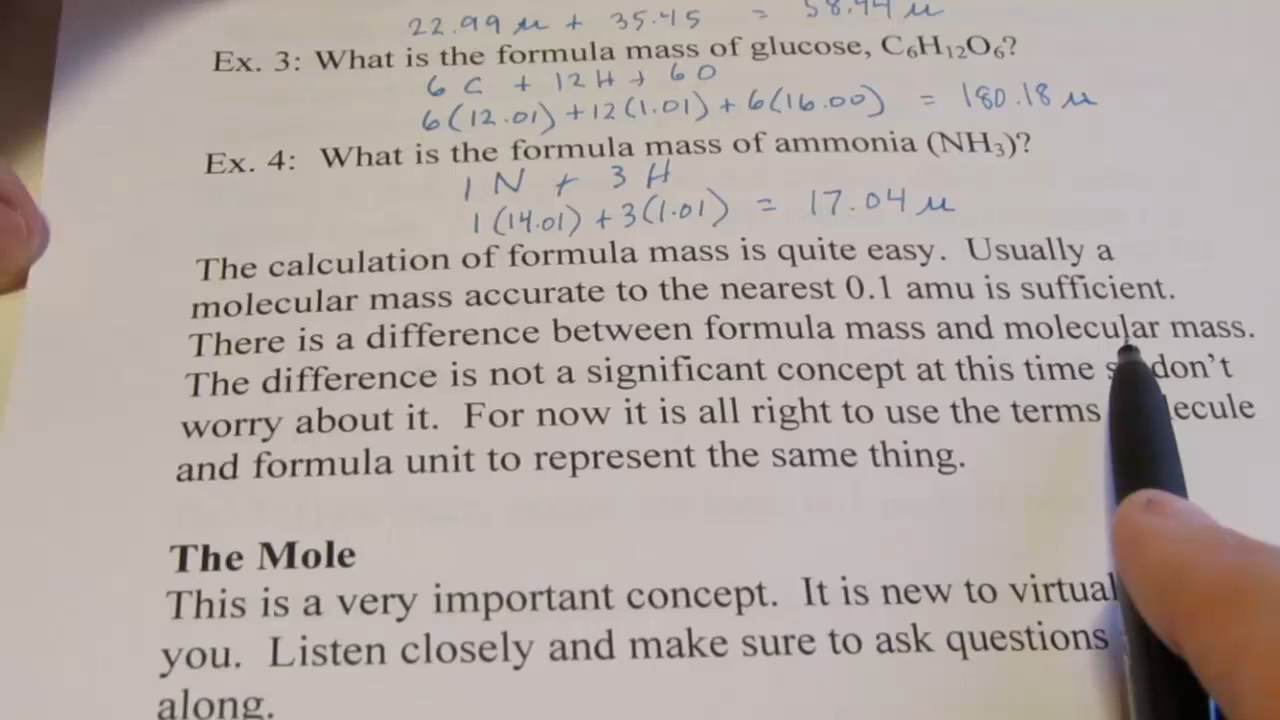 22.99 u + 35.45 = 58.44 u
Ex. 3: What is the formula mass of glucose, C₆H₁₂O₆?
6 C + 12 H + 6 O
6(12.01) + 12(1.01) + 6(16.00) = 180.18 u
Ex. 4: What is the formula mass of ammonia (NH₃)?
1 N + 3 H
1(14.01) + 3(1.01) = 17.04 u
The calculation of formula mass is quite easy. Usually a
molecular mass accurate to the nearest 0.1 amu is sufficient.
There is a difference between formula mass and molecular mass.
The difference is not a significant concept at this time don't
worry about it. For now it is all right to use the terms
and formula unit to represent the same thing.
The Mole
This is a very important concept. It is new to
you. Listen closely and make sure to ask questions
along.